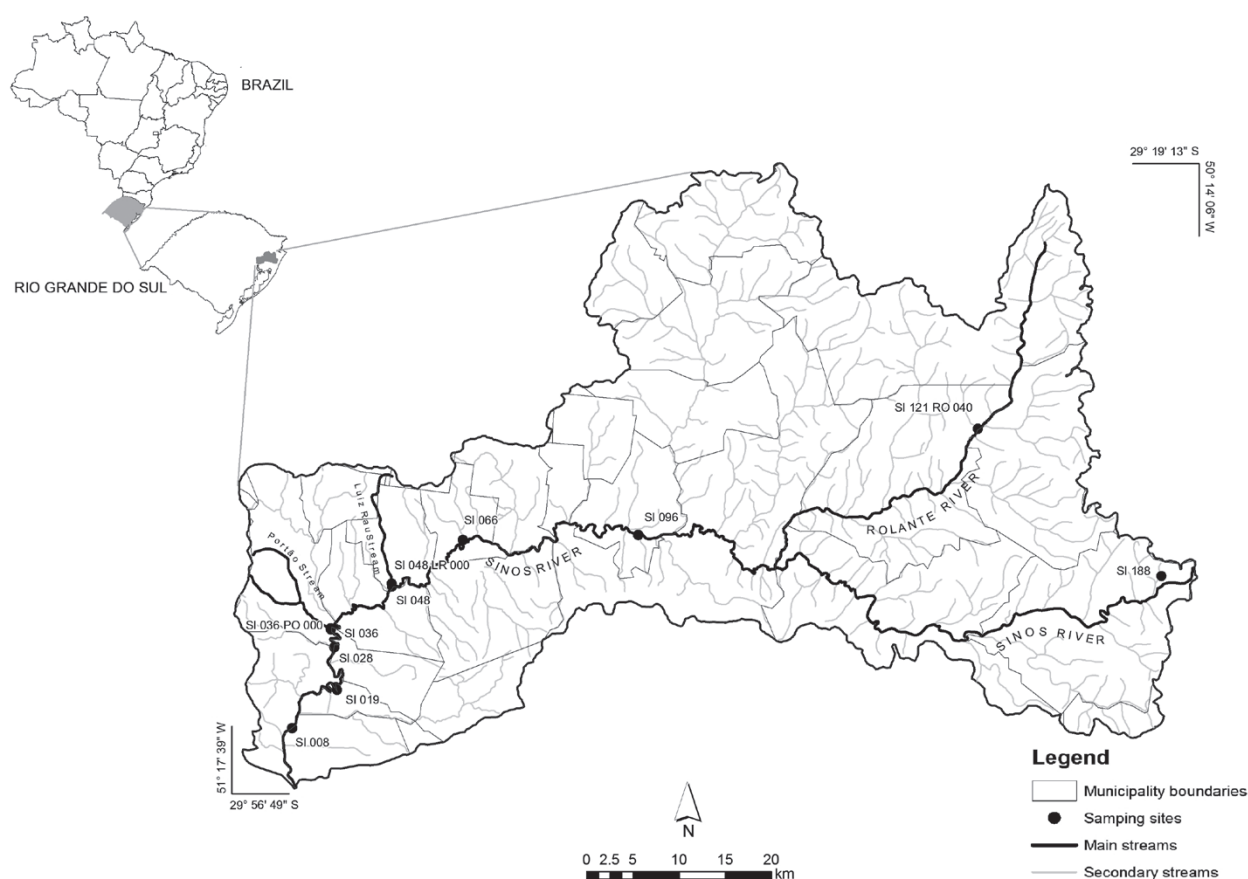 BRAZIL
RIO GRANDE DO SUL
29° 19' 13" S
50° 14' 06" W
SI 121 RO 040
ROLANTE RIVER
SI 188
SINOS RIVER
SI 096
SI 066
SINOS RIVER
Luiz Rau Stream
SI 048 LR 000
SI 048
Portão Stream
SI 036 PO 000
SI 036
SI 028
SI 019
SI 008
51° 17' 39" W
29° 56' 49" S
N
0 2.5 5 10 15 20
km
Legend
Municipality boundaries
Samping sites
Main streams
Secondary streams